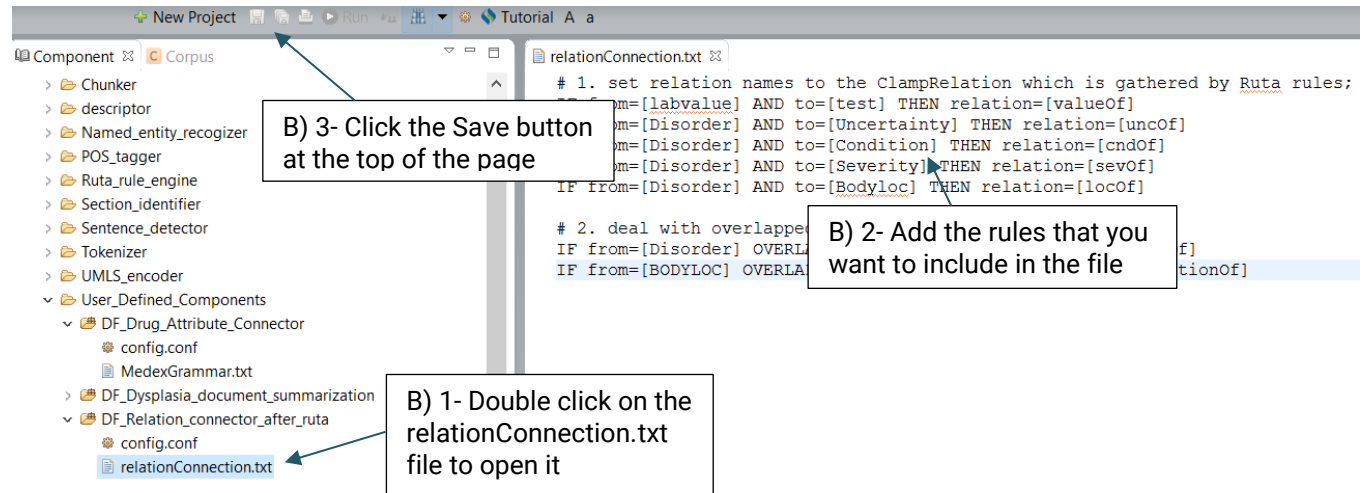 New Project Run Tutorial A a
Component Corpus
Chunker
descriptor
Named_entity_recogizer
POS_tagger
Ruta_rule_engine
Section_identifier
Sentence_detector
Tokenizer
UMLS_encoder
User_Defined_Components
DF_Drug_Attribute_Connector
config.conf
MedexGrammar.txt
DF_Dysplasia_document_summarization
DF_Relation_connector_after_ruta
config.conf
relationConnection.txt
relationConnection.txt
# 1. set relation names to the ClampRelation which is gathered by Ruta rules;
IF from=[labvalue] AND to=[test] THEN relation=[valueOf]
om=[Disorder] AND to=[Uncertainty] THEN relation=[uncOf]
om=[Disorder] AND to=[Condition] THEN relation=[cndOf]
om=[Disorder] AND to=[Severity] THEN relation=[sevOf]
IF from=[Disorder] AND to=[Bodyloc] THEN relation=[locOf]
# 2. deal with overlappe
IF from=[Disorder] OVERLA f]
IF from=[BODYLOC] OVERLA tionOf]
B) 3- Click the Save button
at the top of the page
B) 2- Add the rules that you
want to include in the file
B) 1- Double click on the
relationConnection.txt
file to open it